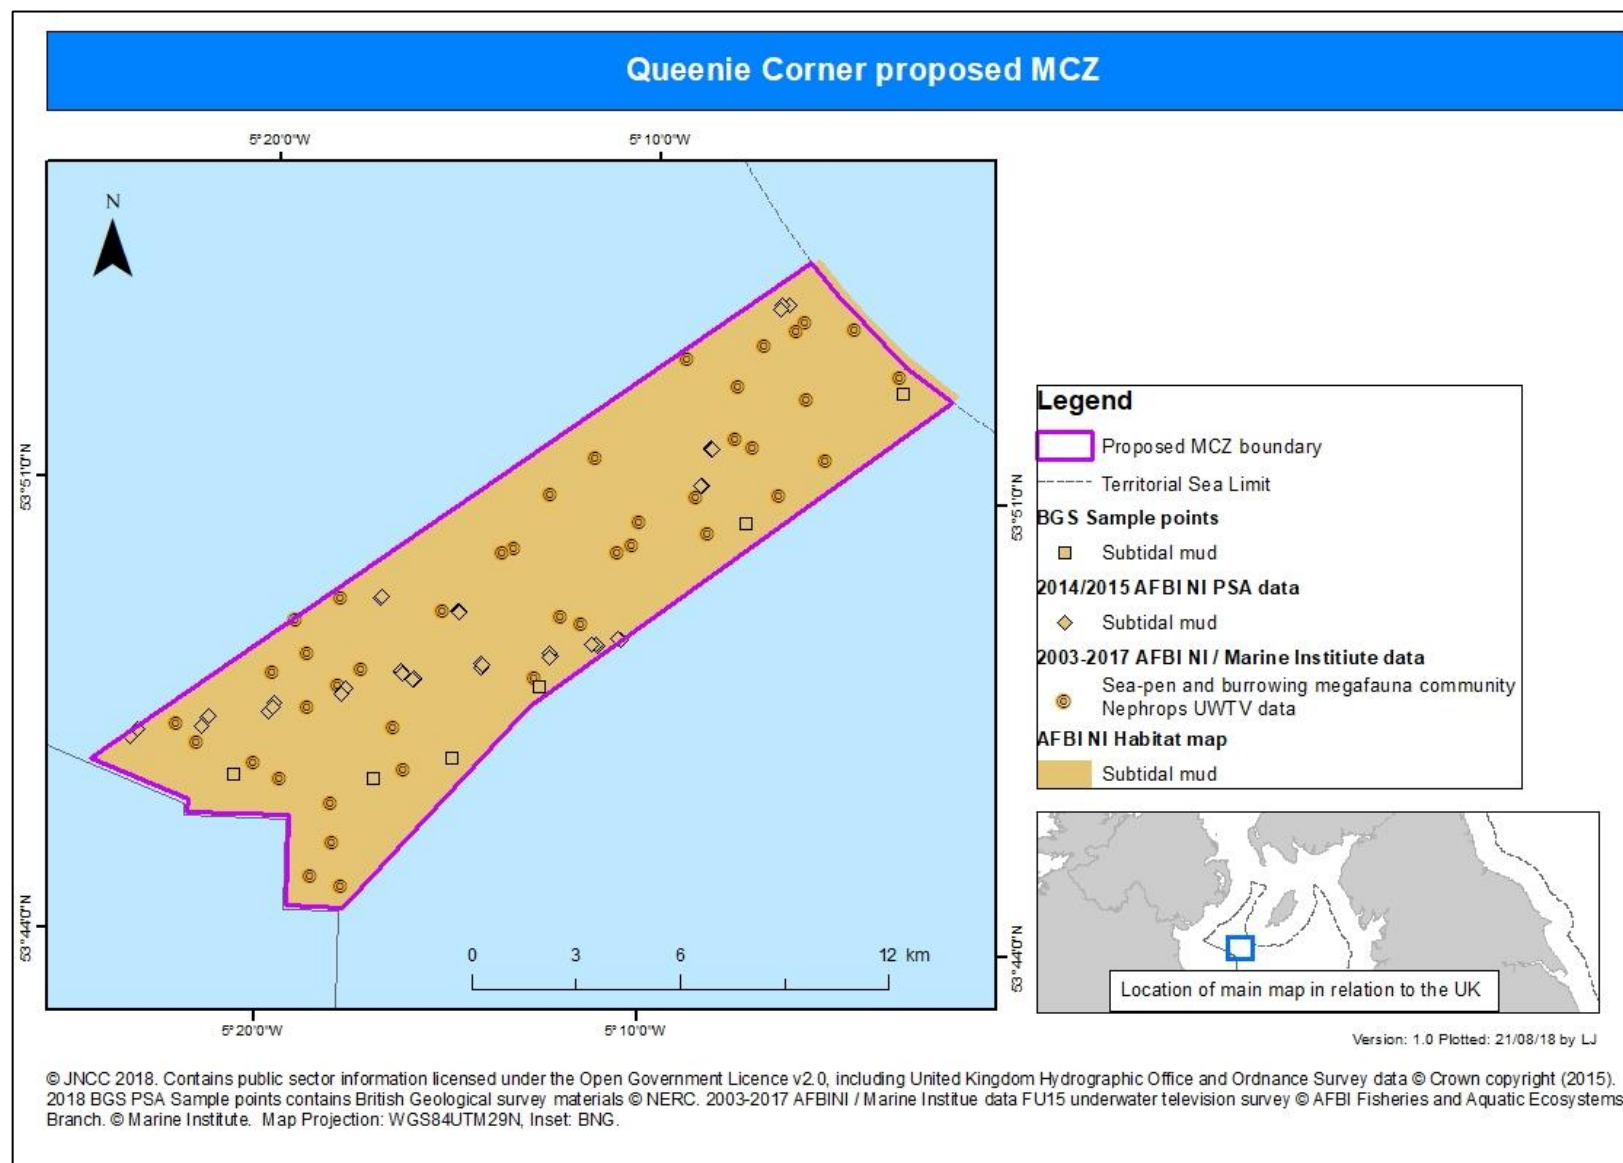 Queenie Corner proposed MCZ
5°20'0"W
5°10'0"W
N
53°51'0"N
53°51'0"N
53°44'0"N
53°44'0"N
0 3 6 12 km
5°20'0"W
5°10'0"W
Legend
Proposed MCZ boundary
Territorial Sea Limit
BGS Sample points
Subtidal mud
2014/2015 AFBI NI PSA data
Subtidal mud
2003-2017 AFBI NI / Marine Institiute data
Sea-pen and burrowing megafauna community
Nephrops UWTV data
AFBI NI Habitat map
Subtidal mud
Location of main map in relation to the UK
Version: 1.0 Plotted: 21/08/18 by LJ
© JNCC 2018. Contains public sector information licensed under the Open Government Licence v2.0, including United Kingdom Hydrographic Office and Ordnance Survey data © Crown copyright (2015).
2018 BGS PSA Sample points contains British Geological survey materials © NERC. 2003-2017 AFBINI / Marine Institue data FU15 underwater television survey © AFBI Fisheries and Aquatic Ecosystems
Branch. © Marine Institute. Map Projection: WGS84UTM29N, Inset: BNG.